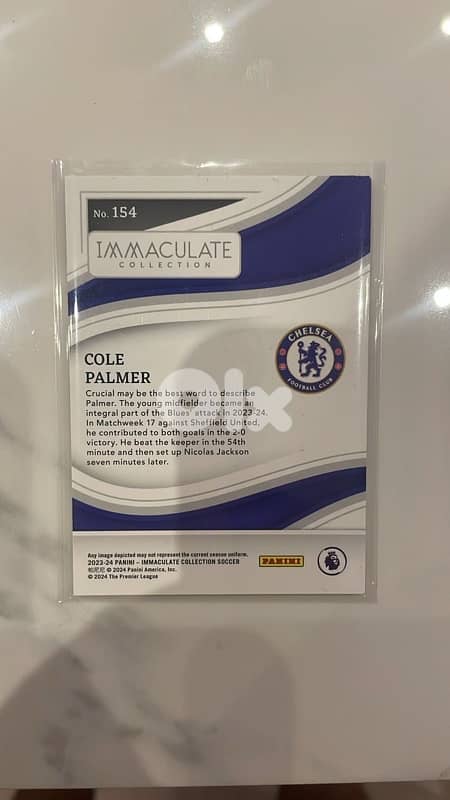 No. 154
IMMACULATE
COLLECTION
CHELSEA
FOOTBALL CLUB
COLE
PALMER
Crucial may be the best word to describe
Palmer. The young midfielder became an
integral part of the Blues' attack in 2023-24.
In Matchweek 17 against Sheffield United,
he contributed to both goals in the 2-0
victory. He beat the keeper in the 54th
minute and then set up Nicolas Jackson
seven minutes later.
olx
Any image depicted may not represent the current season uniform.
2023-24 PANINI – IMMACULATE COLLECTION SOCCER
帕尼尼 © 2024 Panini America, Inc.
© 2024 The Premier League
PANINI